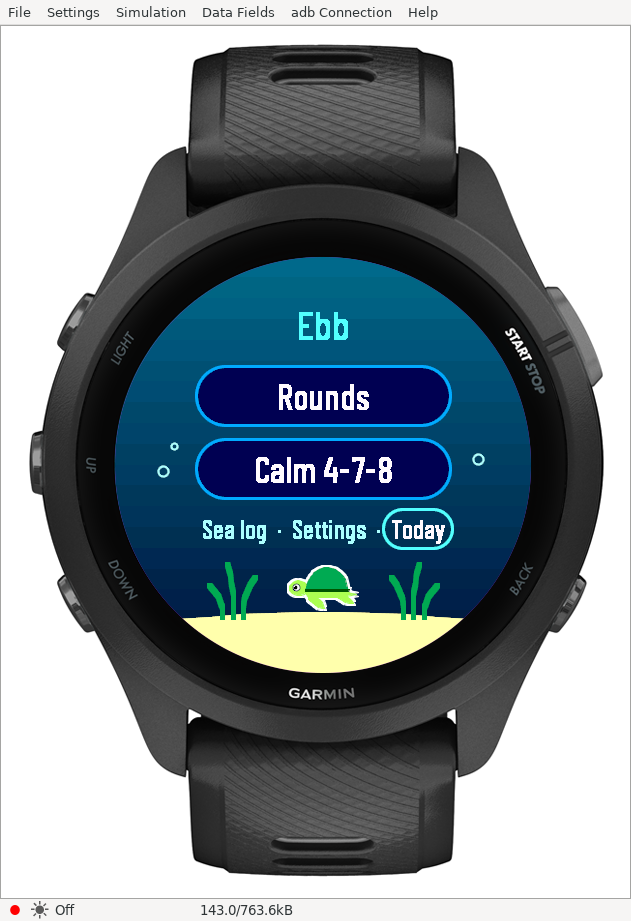 File Settings Simulation Data Fields adb Connection Help
LIGHT
START STOP
UP
DOWN
BACK
Ebb
Rounds
Calm 4-7-8
Sea log · Settings · Today
GARMIN
Off 143.0/763.6kB